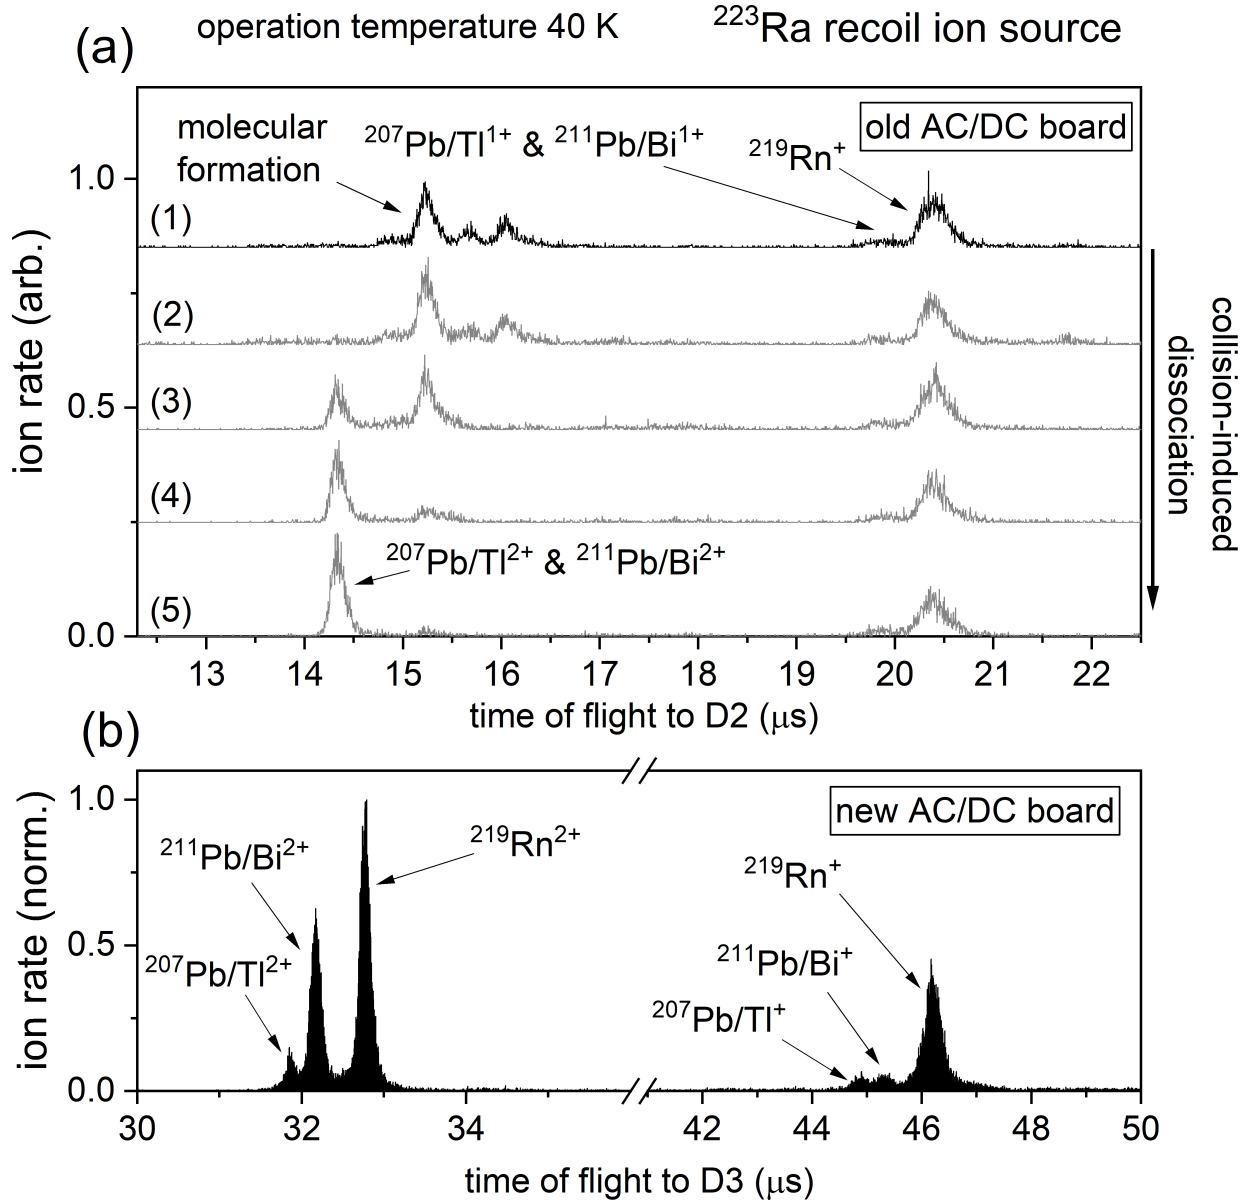 (a)
operation temperature 40 K
²²³Ra recoil ion source
old AC/DC board
molecular
formation
²⁰⁷Pb/Tl¹⁺ & ²¹¹Pb/Bi¹⁺
²¹⁹Rn⁺
(1)
(2)
(3)
(4)
(5)
²⁰⁷Pb/Tl²⁺ & ²¹¹Pb/Bi²⁺
collision-induced
dissociation
ion rate (arb.)
1.0
0.5
0.0
13 14 15 16 17 18 19 20 21 22
time of flight to D2 (μs)
(b)
new AC/DC board
²¹¹Pb/Bi²⁺
²¹⁹Rn²⁺
²⁰⁷Pb/Tl²⁺
²¹⁹Rn⁺
²¹¹Pb/Bi⁺
²⁰⁷Pb/Tl⁺
ion rate (norm.)
1.0
0.5
0.0
30 32 34 42 44 46 48 50
time of flight to D3 (μs)